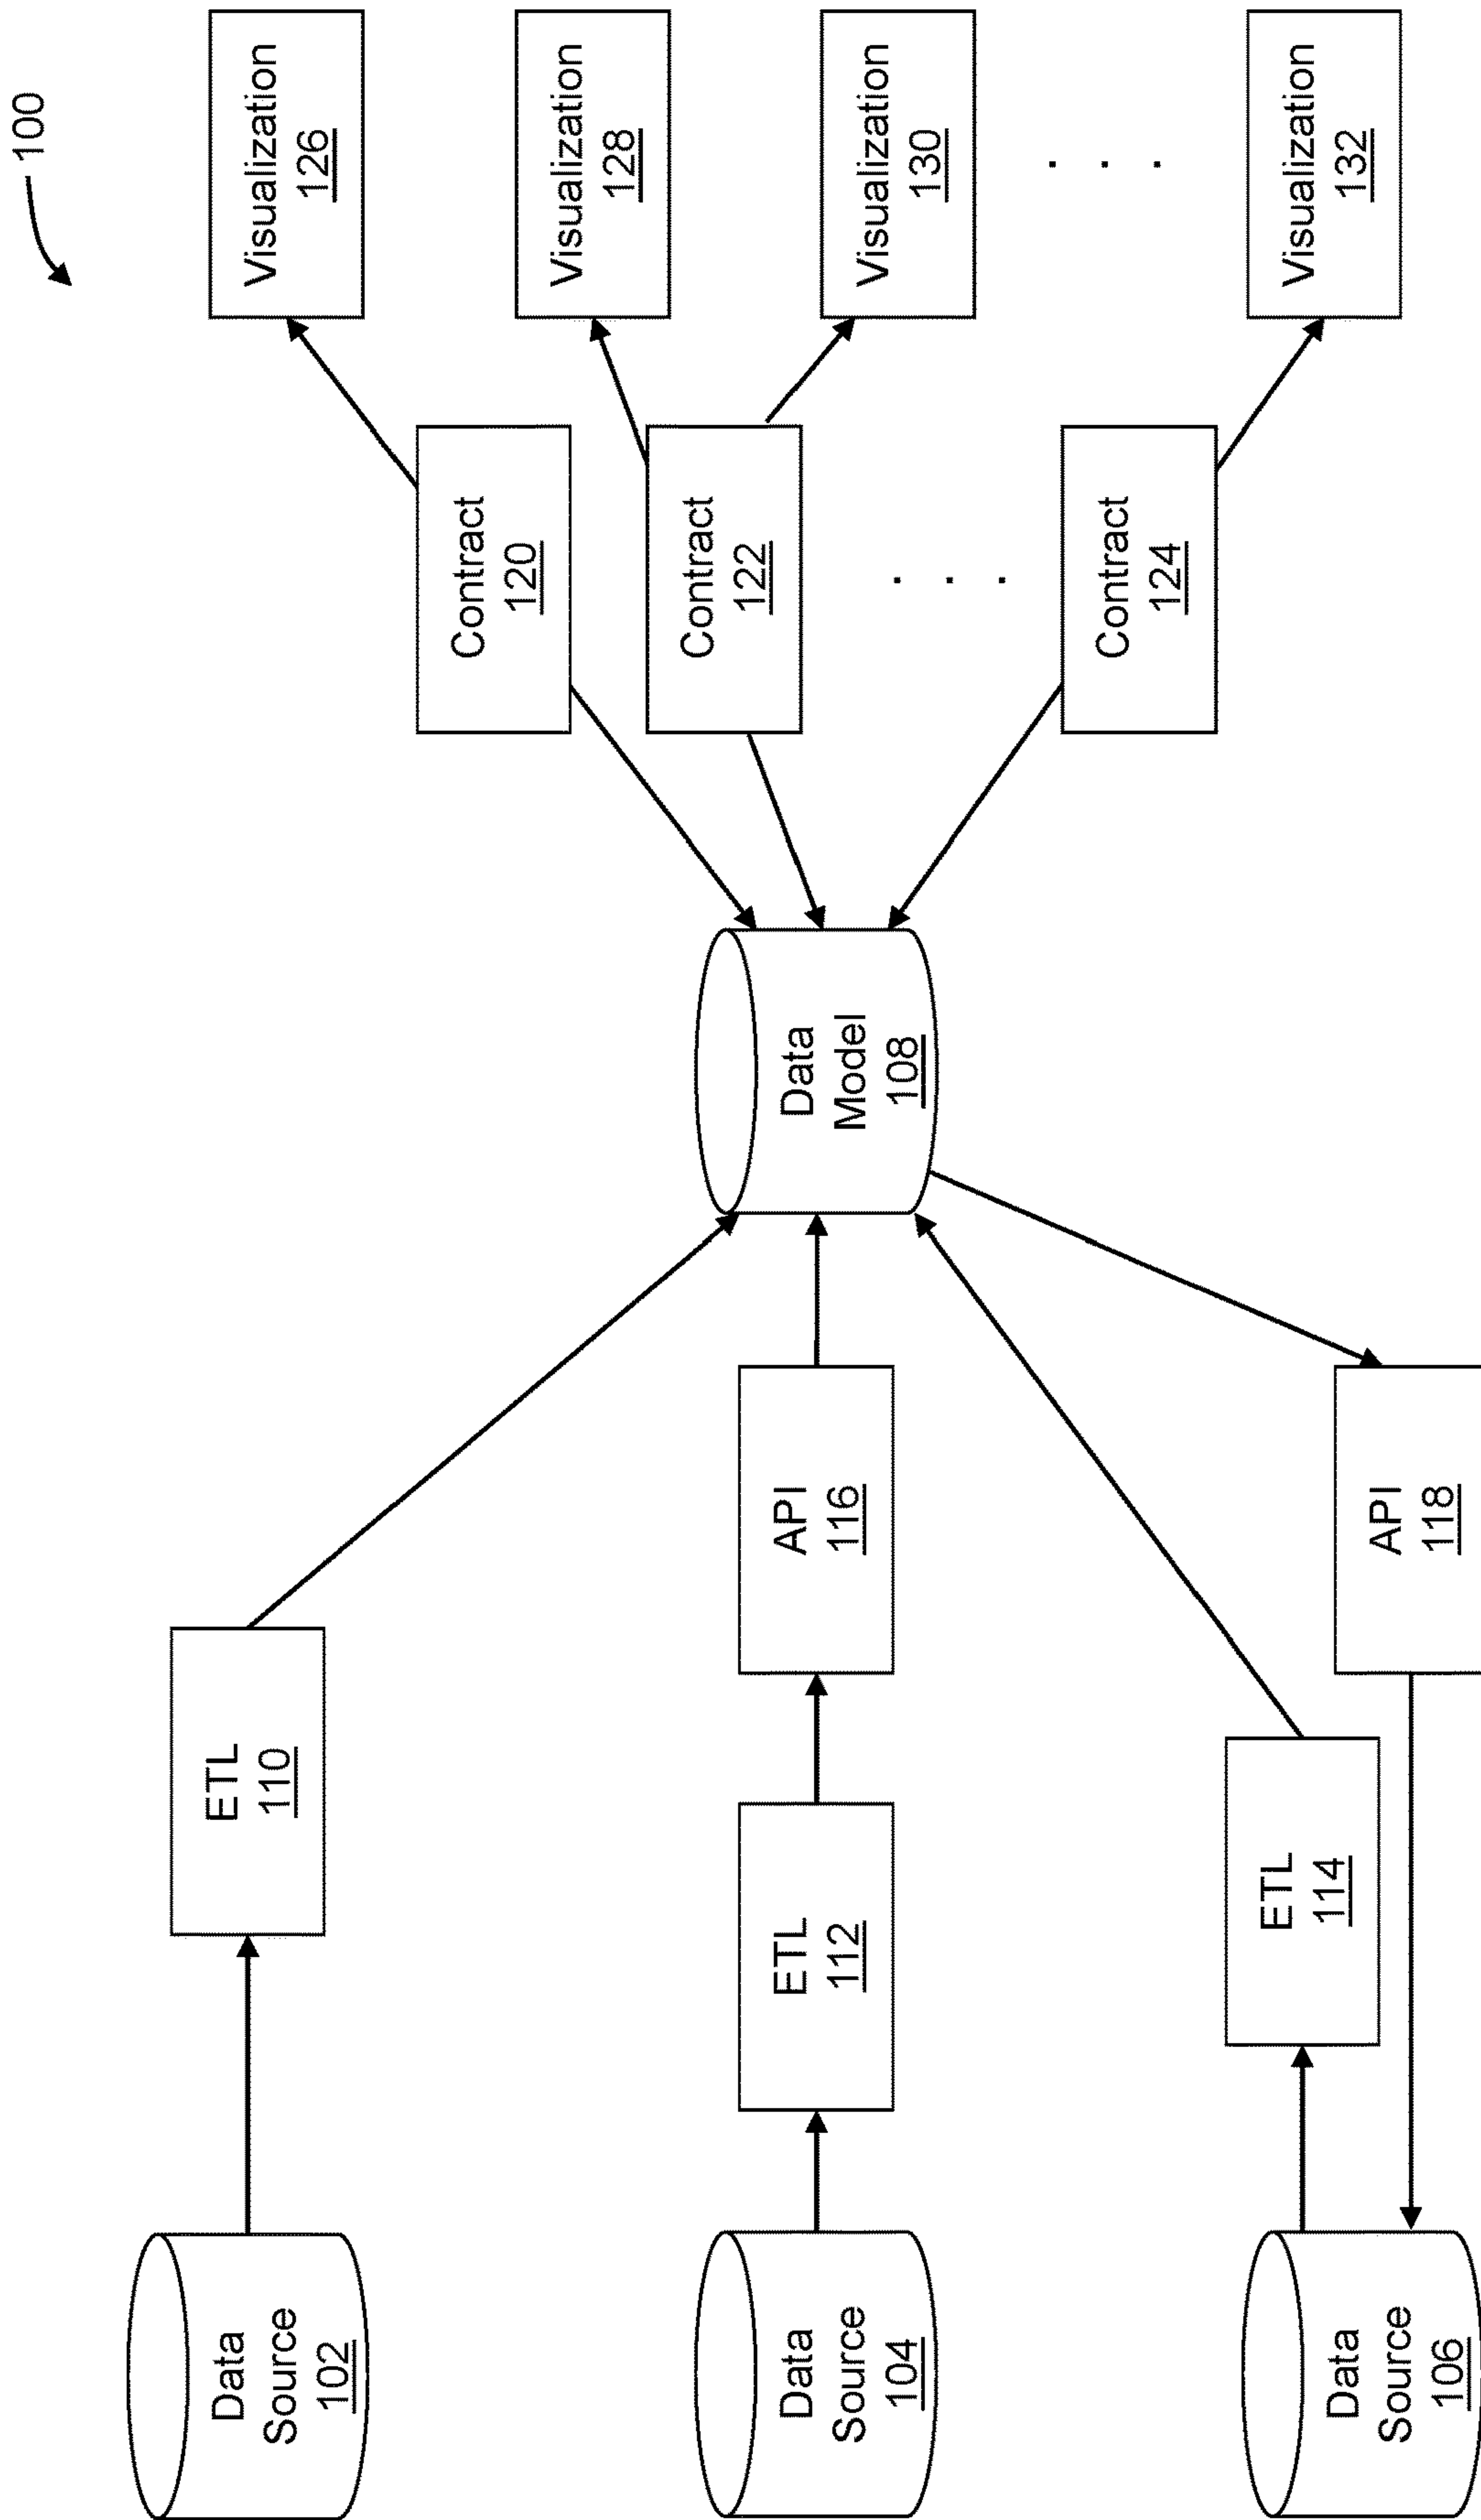 100
Data
Source
102
ETL
110
Data
Source
104
ETL
112
API
116
Data
Source
106
ETL
114
API
118
Data
Model
108
Contract
120
Contract
122
. . .
Contract
124
Visualization
126
Visualization
128
Visualization
130
. . .
Visualization
132